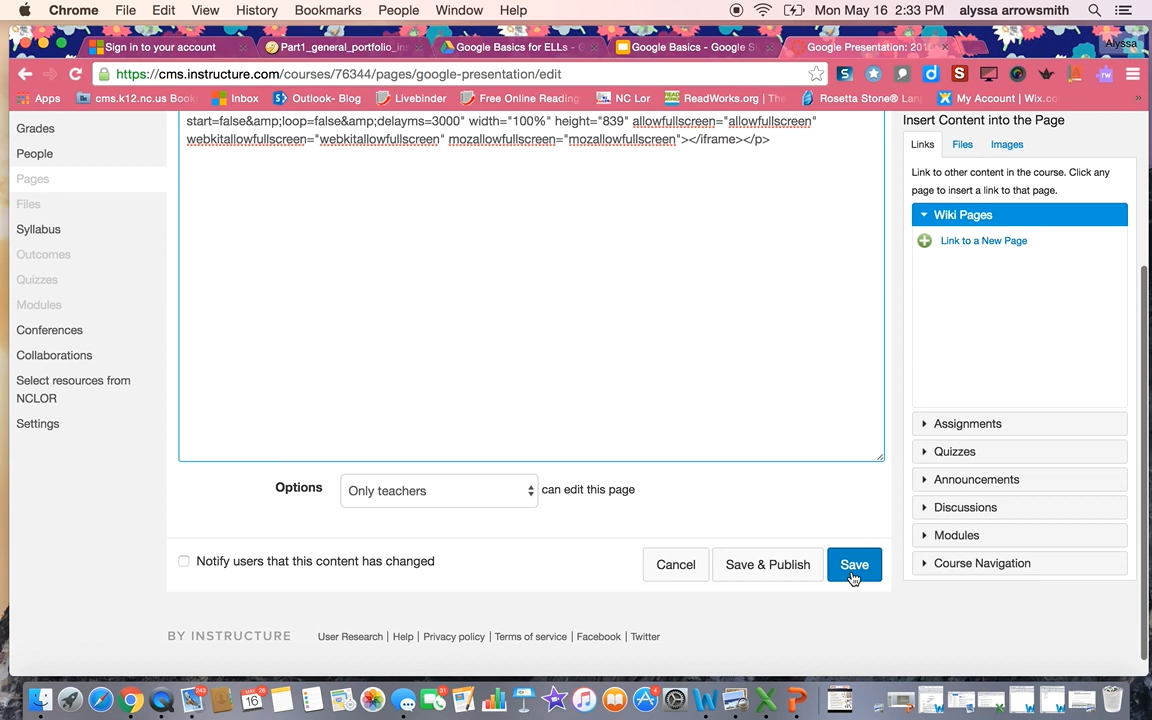 Chrome File Edit View History Bookmarks People Window Help Mon May 16 2:33 PM alyssa arrowsmith
Sign in to your account Part1_general_portfolio_in Google Basics for ELLs - G Google Basics - Google S Google Presentation: 201 Alyssa
https://cms.instructure.com/courses/76344/pages/google-presentation/edit
Apps cms.k12.nc.us Book Inbox Outlook- Blog Livebinder Free Online Reading NC Lor ReadWorks.org | The Rosetta Stone® Lan My Account | Wix.co »
Grades
People
Pages
Files
Syllabus
Outcomes
Quizzes
Modules
Conferences
Collaborations
Select resources from
NCLOR
Settings
start=false&amp;loop=false&amp;delayms=3000" width="100%" height="839" allowfullscreen="allowfullscreen"
webkitallowfullscreen="webkitallowfullscreen" mozallowfullscreen="mozallowfullscreen"></iframe></p>
Options Only teachers can edit this page
Notify users that this content has changed
Cancel Save & Publish Save
Insert Content into the Page
Links Files Images
Link to other content in the course. Click any
page to insert a link to that page.
Wiki Pages
Link to a New Page
Assignments
Quizzes
Announcements
Discussions
Modules
Course Navigation
BY INSTRUCTURE User Research | Help | Privacy policy | Terms of service | Facebook | Twitter